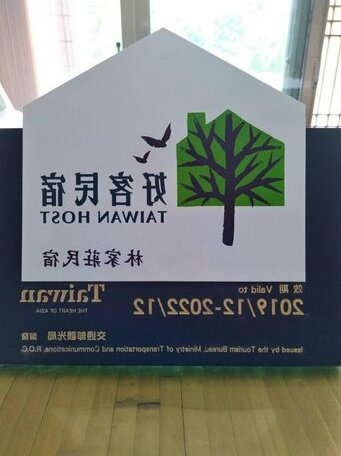 好客民宿
TAIWAN HOST
林家莊民宿
效期 Valid to
2019/12-2022/12
Taiwan
THE HEART OF ASIA
交通部觀光局
Issued by the Tourism Bureau, Ministry of Transportation and Communications, R.O.C.